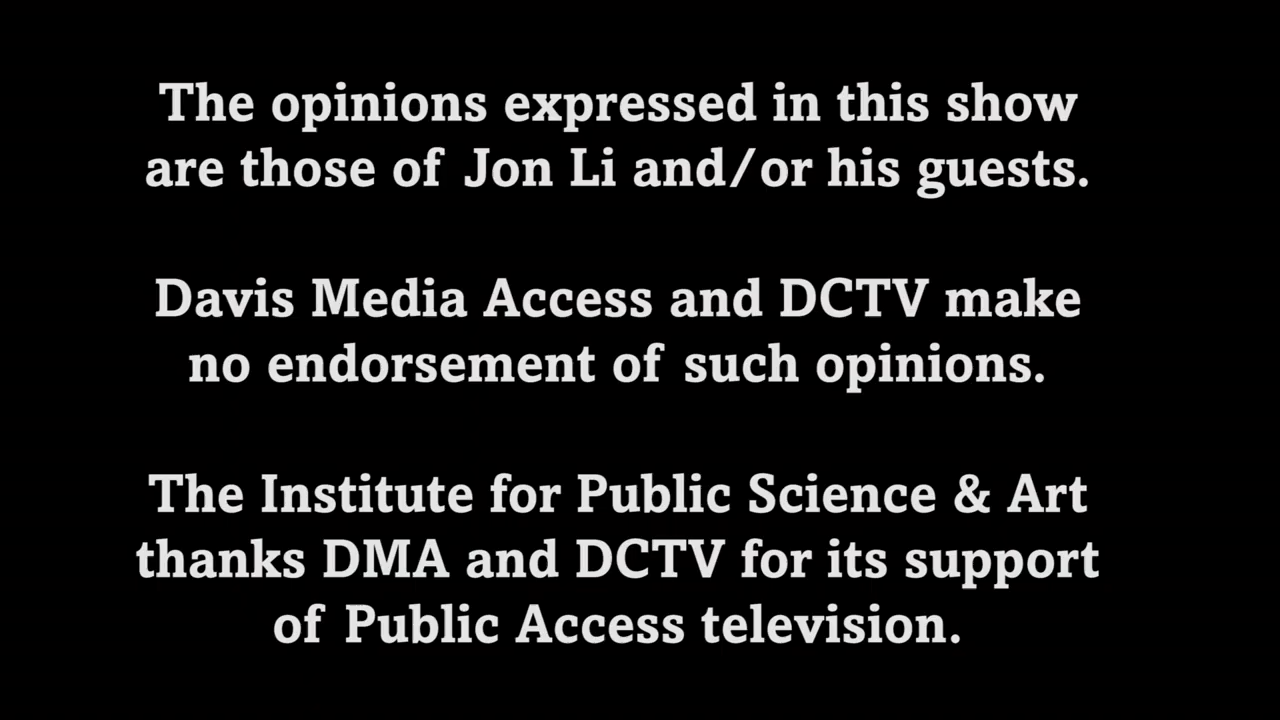 The opinions expressed in this show
are those of Jon Li and/or his guests.
Davis Media Access and DCTV make
no endorsement of such opinions.
The Institute for Public Science & Art
thanks DMA and DCTV for its support
of Public Access television.